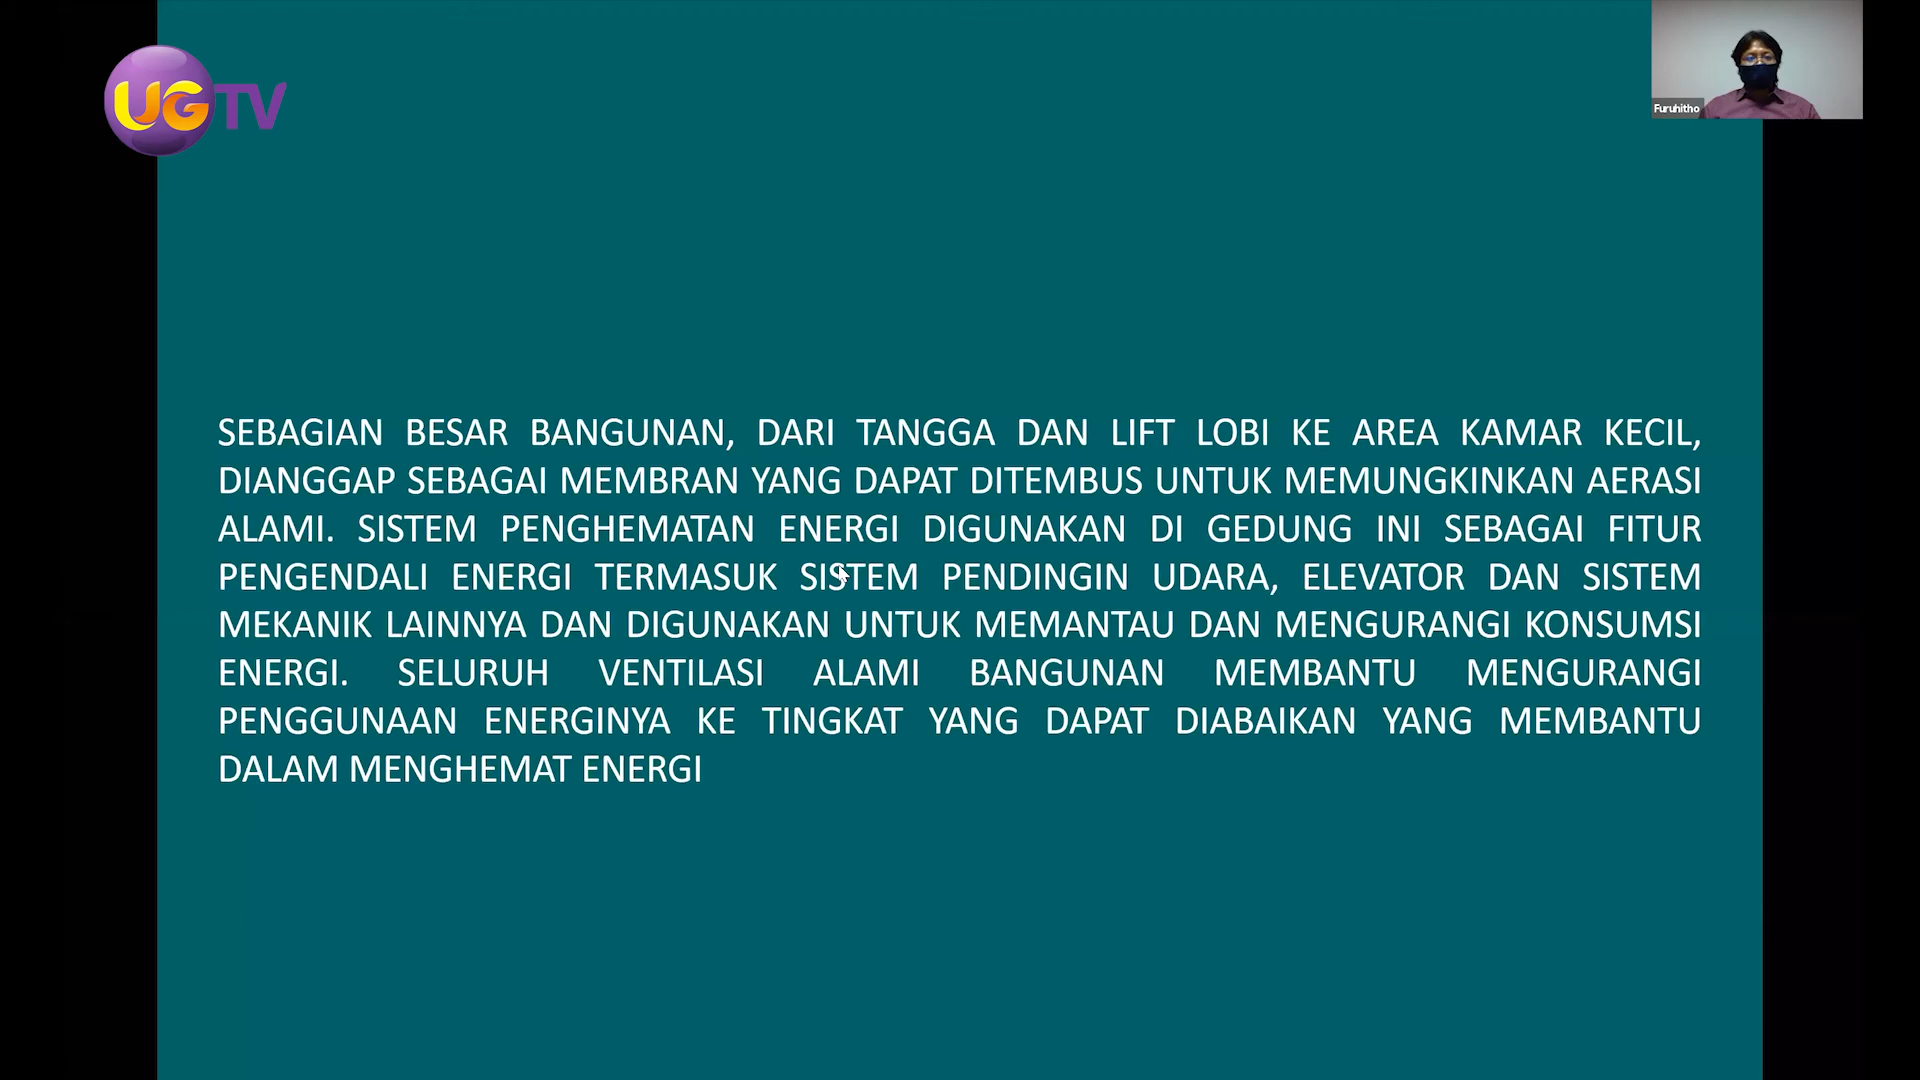 UGTV
Furuhitho
SEBAGIAN BESAR BANGUNAN, DARI TANGGA DAN LIFT LOBI KE AREA KAMAR KECIL,
DIANGGAP SEBAGAI MEMBRAN YANG DAPAT DITEMBUS UNTUK MEMUNGKINKAN AERASI
ALAMI. SISTEM PENGHEMATAN ENERGI DIGUNAKAN DI GEDUNG INI SEBAGAI FITUR
PENGENDALI ENERGI TERMASUK SISTEM PENDINGIN UDARA, ELEVATOR DAN SISTEM
MEKANIK LAINNYA DAN DIGUNAKAN UNTUK MEMANTAU DAN MENGURANGI KONSUMSI
ENERGI. SELURUH VENTILASI ALAMI BANGUNAN MEMBANTU MENGURANGI
PENGGUNAAN ENERGINYA KE TINGKAT YANG DAPAT DIABAIKAN YANG MEMBANTU
DALAM MENGHEMAT ENERGI